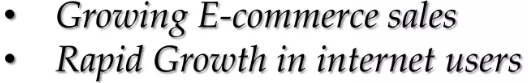 • Growing E-commerce sales
• Rapid Growth in internet users